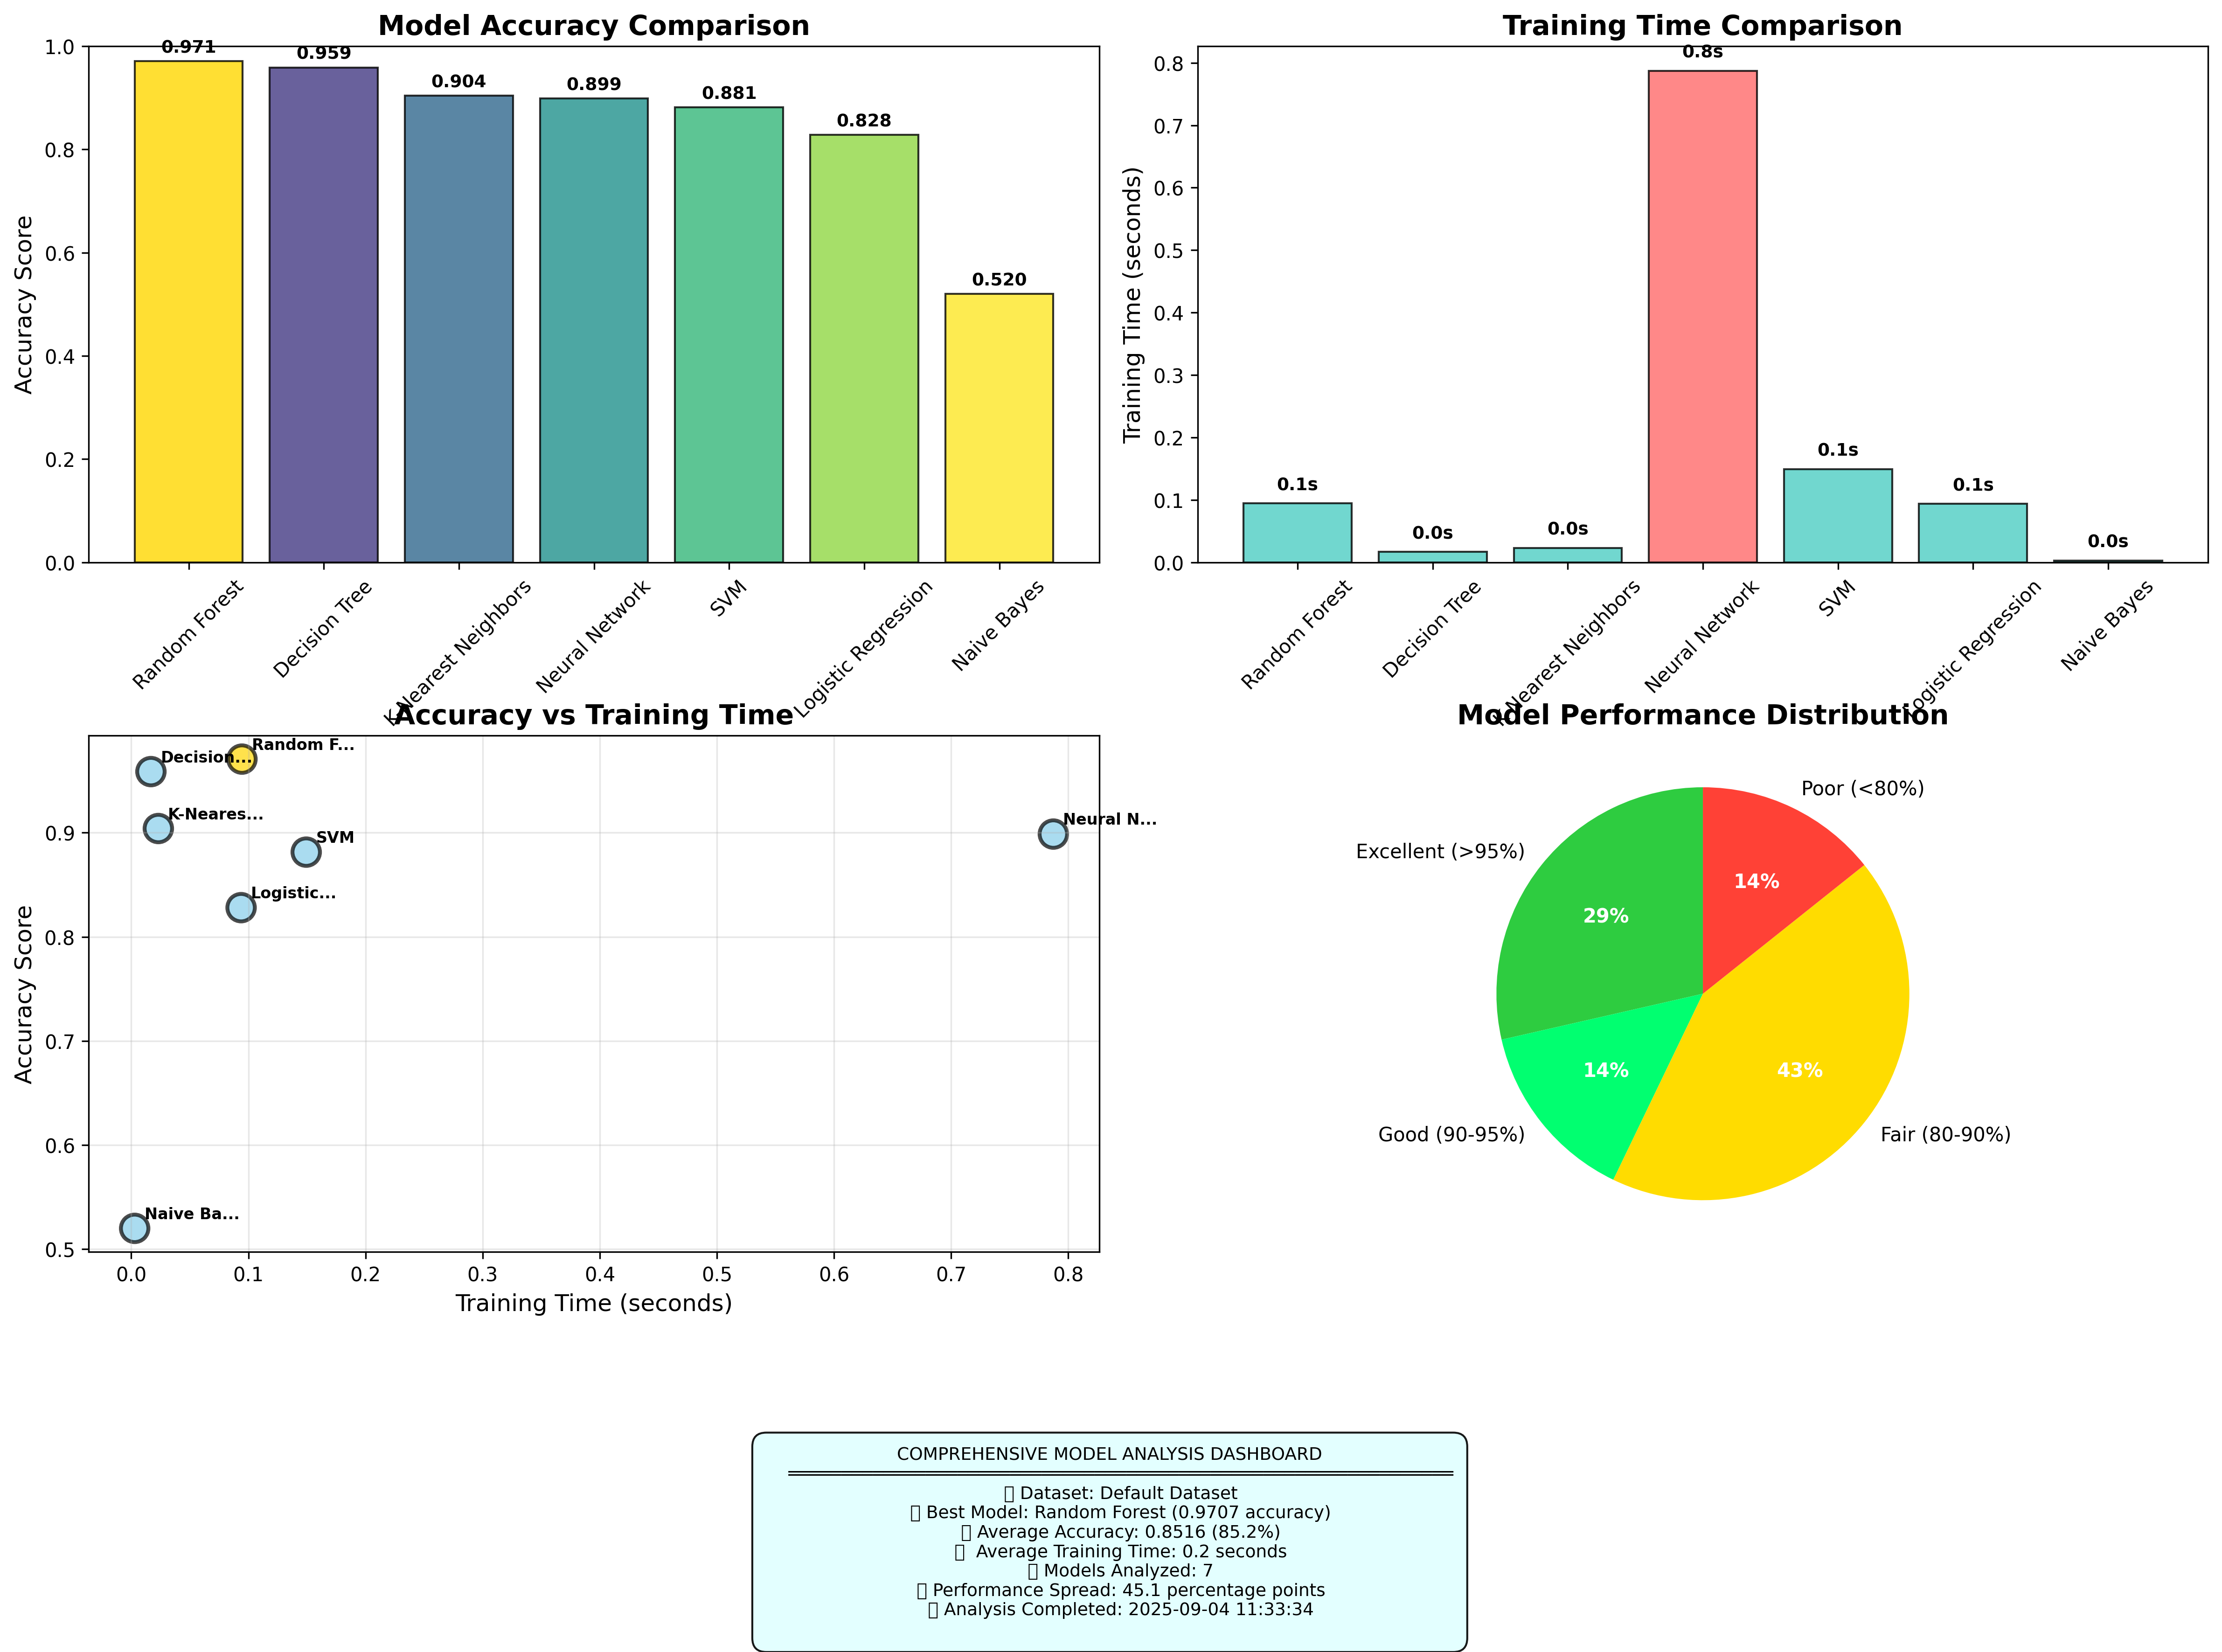 Model Accuracy Comparison
Accuracy Score
1.0
0.8
0.6
0.4
0.2
0.0
0.971
0.959
0.904
0.899
0.881
0.828
0.520
Random Forest
Decision Tree
K-Nearest Neighbors
Neural Network
SVM
Logistic Regression
Naive Bayes
Training Time Comparison
Training Time (seconds)
0.8
0.7
0.6
0.5
0.4
0.3
0.2
0.1
0.0
0.1s
0.0s
0.0s
0.8s
0.1s
0.1s
0.0s
Random Forest
Decision Tree
K-Nearest Neighbors
Neural Network
SVM
Logistic Regression
Naive Bayes
Accuracy vs Training Time
Accuracy Score
0.9
0.8
0.7
0.6
0.5
Random F...
Decision...
K-Neares...
SVM
Neural N...
Logistic...
Naive Ba...
0.0 0.1 0.2 0.3 0.4 0.5 0.6 0.7 0.8
Training Time (seconds)
Model Performance Distribution
Poor (<80%)
Excellent (>95%)
14%
29%
14%
43%
Good (90-95%)
Fair (80-90%)
COMPREHENSIVE MODEL ANALYSIS DASHBOARD
Dataset: Default Dataset
Best Model: Random Forest (0.9707 accuracy)
Average Accuracy: 0.8516 (85.2%)
Average Training Time: 0.2 seconds
Models Analyzed: 7
Performance Spread: 45.1 percentage points
Analysis Completed: 2025-09-04 11:33:34